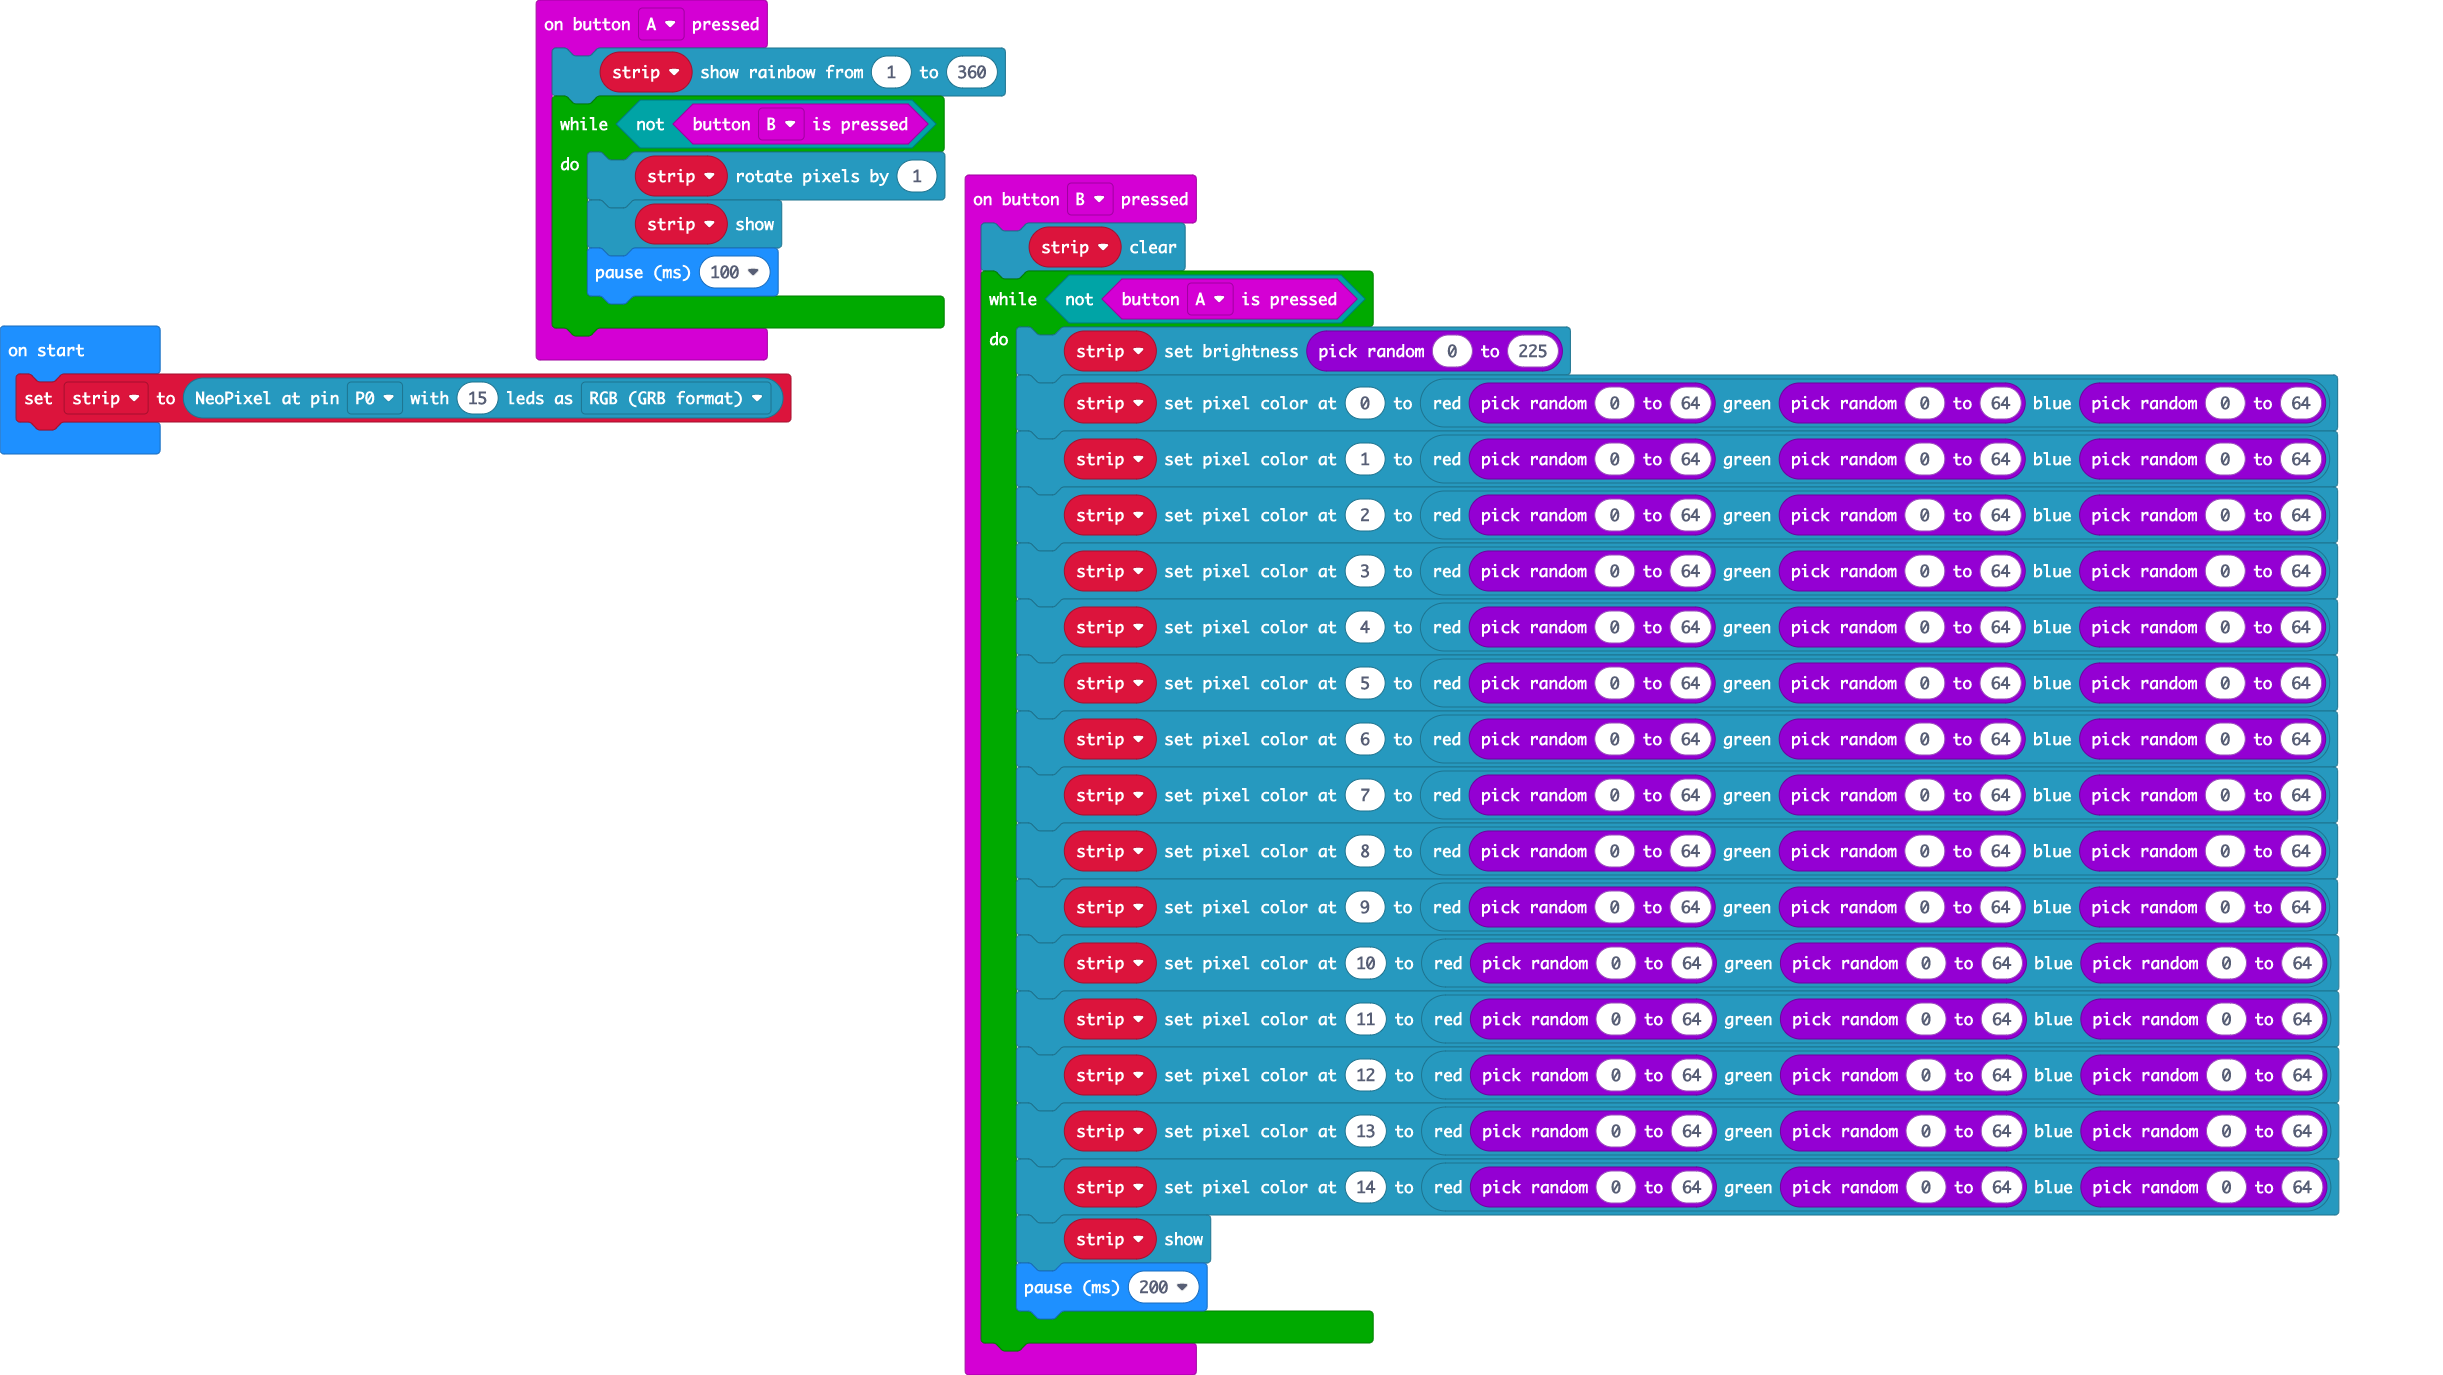 on button A pressed
strip show rainbow from 1 to 360
while not button B is pressed
do
strip rotate pixels by 1
strip show
pause (ms) 100
on start
set strip to NeoPixel at pin P0 with 15 leds as RGB (GRB format)
on button B pressed
strip clear
while not button A is pressed
do
strip set brightness pick random 0 to 225
strip set pixel color at 0 to red pick random 0 to 64 green pick random 0 to 64 blue pick random 0 to 64
strip set pixel color at 1 to red pick random 0 to 64 green pick random 0 to 64 blue pick random 0 to 64
strip set pixel color at 2 to red pick random 0 to 64 green pick random 0 to 64 blue pick random 0 to 64
strip set pixel color at 3 to red pick random 0 to 64 green pick random 0 to 64 blue pick random 0 to 64
strip set pixel color at 4 to red pick random 0 to 64 green pick random 0 to 64 blue pick random 0 to 64
strip set pixel color at 5 to red pick random 0 to 64 green pick random 0 to 64 blue pick random 0 to 64
strip set pixel color at 6 to red pick random 0 to 64 green pick random 0 to 64 blue pick random 0 to 64
strip set pixel color at 7 to red pick random 0 to 64 green pick random 0 to 64 blue pick random 0 to 64
strip set pixel color at 8 to red pick random 0 to 64 green pick random 0 to 64 blue pick random 0 to 64
strip set pixel color at 9 to red pick random 0 to 64 green pick random 0 to 64 blue pick random 0 to 64
strip set pixel color at 10 to red pick random 0 to 64 green pick random 0 to 64 blue pick random 0 to 64
strip set pixel color at 11 to red pick random 0 to 64 green pick random 0 to 64 blue pick random 0 to 64
strip set pixel color at 12 to red pick random 0 to 64 green pick random 0 to 64 blue pick random 0 to 64
strip set pixel color at 13 to red pick random 0 to 64 green pick random 0 to 64 blue pick random 0 to 64
strip set pixel color at 14 to red pick random 0 to 64 green pick random 0 to 64 blue pick random 0 to 64
strip show
pause (ms) 200